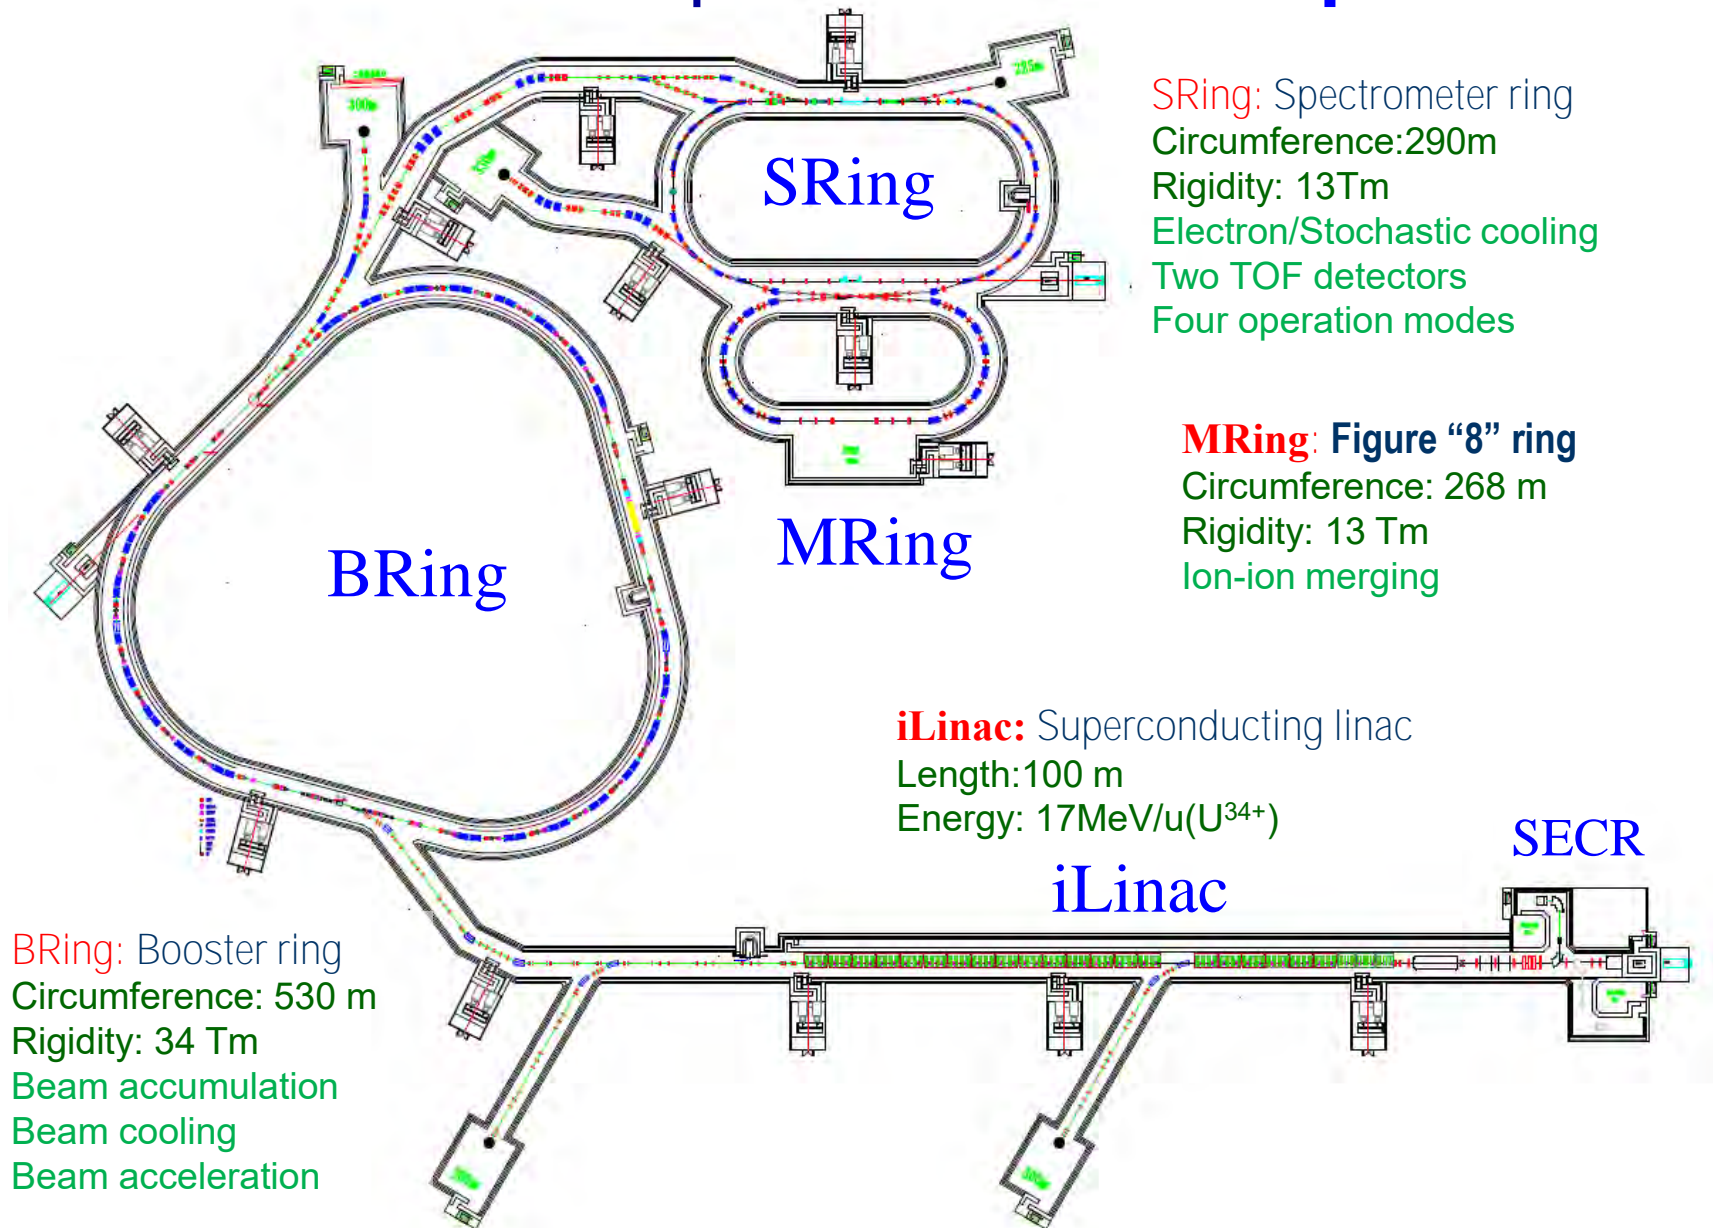 SRing: Spectrometer ring
Circumference:290m
Rigidity: 13Tm
Electron/Stochastic cooling
Two TOF detectors
Four operation modes
SRing
MRing: Figure “8” ring
Circumference: 268 m
Rigidity: 13 Tm
Ion-ion merging
MRing
BRing
iLinac: Superconducting linac
Length:100 m
Energy: 17MeV/u(U³⁴⁺)
SECR
iLinac
BRing: Booster ring
Circumference: 530 m
Rigidity: 34 Tm
Beam accumulation
Beam cooling
Beam acceleration